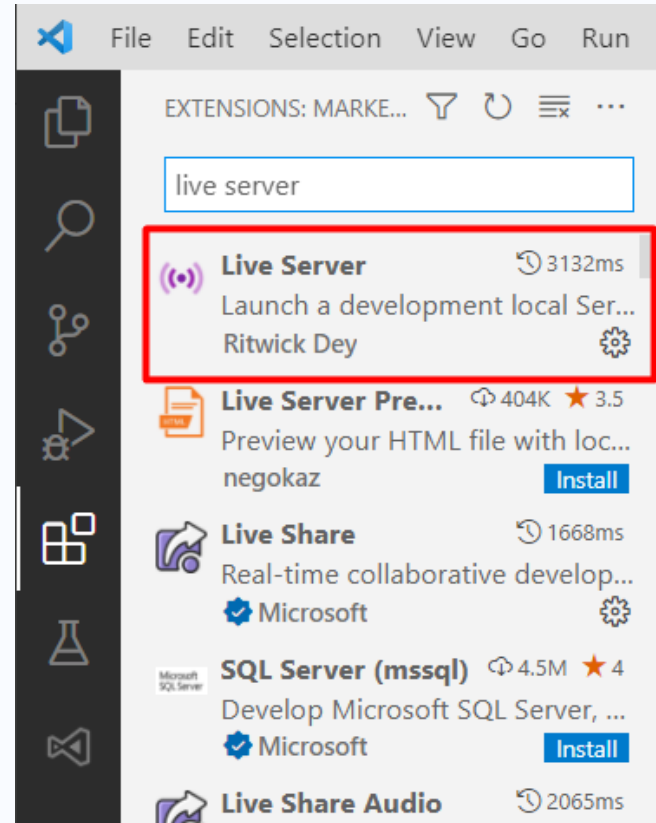 File Edit Selection View Go Run
EXTENSIONS: MARKE...
live server
Live Server 3132ms
Launch a development local Ser...
Ritwick Dey
Live Server Pre... 404K 3.5
Preview your HTML file with loc...
negokaz Install
Live Share 1668ms
Real-time collaborative develop...
Microsoft
SQL Server (mssql) 4.5M 4
Develop Microsoft SQL Server, ...
Microsoft Install
Live Share Audio 2065ms
HTML
Microsoft
SQL Server